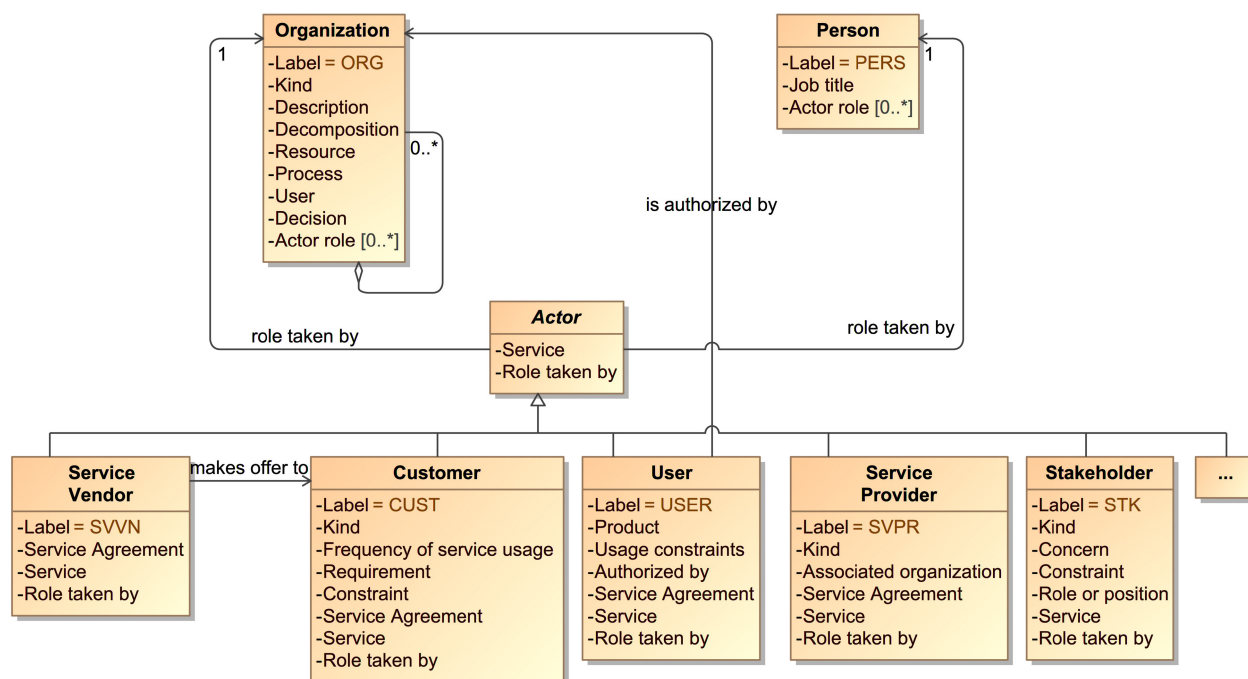 Organization
-Label = ORG
-Kind
-Description
-Decomposition
-Resource
-Process
-User
-Decision
-Actor role [0..*]
1
0..*
Person
-Label = PERS
-Job title
-Actor role [0..*]
1
is authorized by
role taken by
role taken by
Actor
-Service
-Role taken by
Service
Vendor
-Label = SVVN
-Service Agreement
-Service
-Role taken by
makes offer to
Customer
-Label = CUST
-Kind
-Frequency of service usage
-Requirement
-Constraint
-Service Agreement
-Service
-Role taken by
User
-Label = USER
-Product
-Usage constraints
-Authorized by
-Service Agreement
-Service
-Role taken by
Service
Provider
-Label = SVPR
-Kind
-Associated organization
-Service Agreement
-Service
-Role taken by
Stakeholder
-Label = STK
-Kind
-Concern
-Constraint
-Role or position
-Service
-Role taken by
...